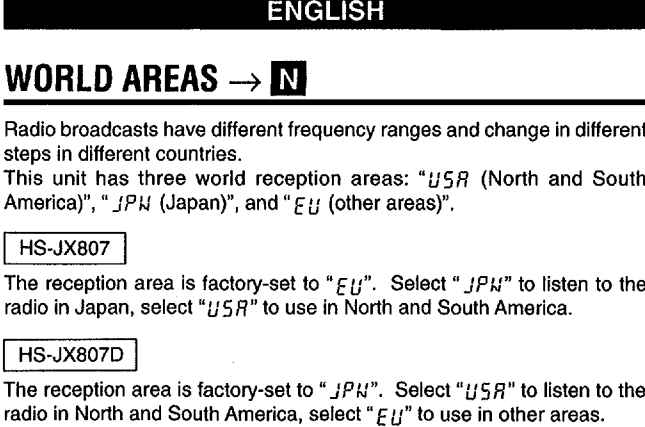 ENGLISH
WORLD AREAS → N
Radio broadcasts have different frequency ranges and change in different
steps in different countries.
This unit has three world reception areas: "USA (North and South
America)", "JPN (Japan)", and "EU (other areas)".
HS-JX807
The reception area is factory-set to "EU". Select "JPN" to listen to the
radio in Japan, select "USA" to use in North and South America.
HS-JX807D
The reception area is factory-set to "JPN". Select "USA" to listen to the
radio in North and South America, select "EU" to use in other areas.